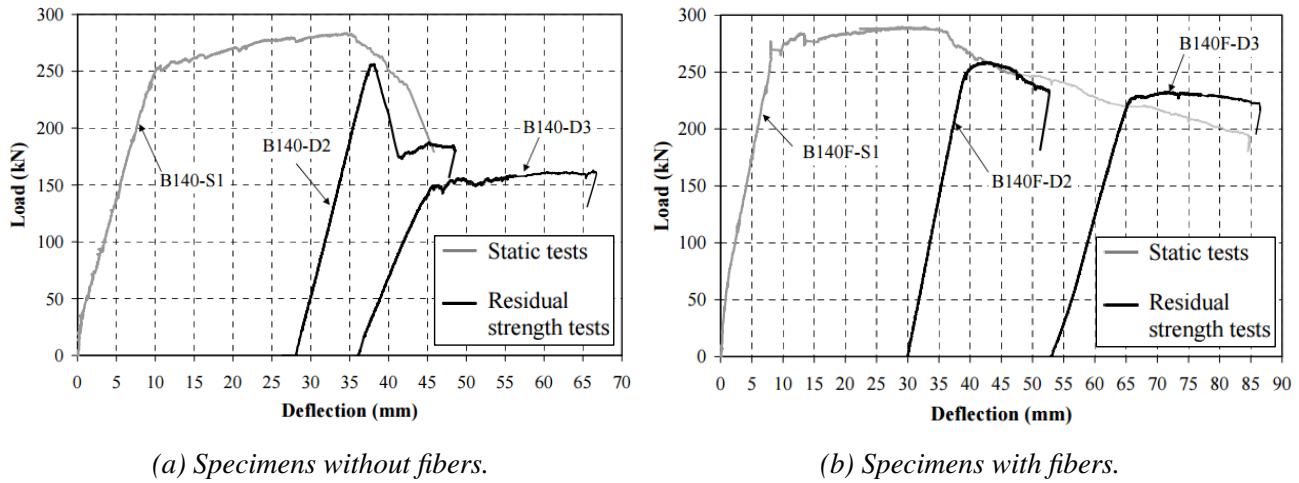 300
250
200
150
100
50
0
Load (kN)
B140-S1
B140-D2
B140-D3
Static tests
Residual
strength tests
0 5 10 15 20 25 30 35 40 45 50 55 60 65 70
Deflection (mm)
(a) Specimens without fibers.
300
250
200
150
100
50
0
Load (kN)
B140F-S1
B140F-D2
B140F-D3
Static tests
Residual
strength tests
0 5 10 15 20 25 30 35 40 45 50 55 60 65 70 75 80 85 90
Deflection (mm)
(b) Specimens with fibers.